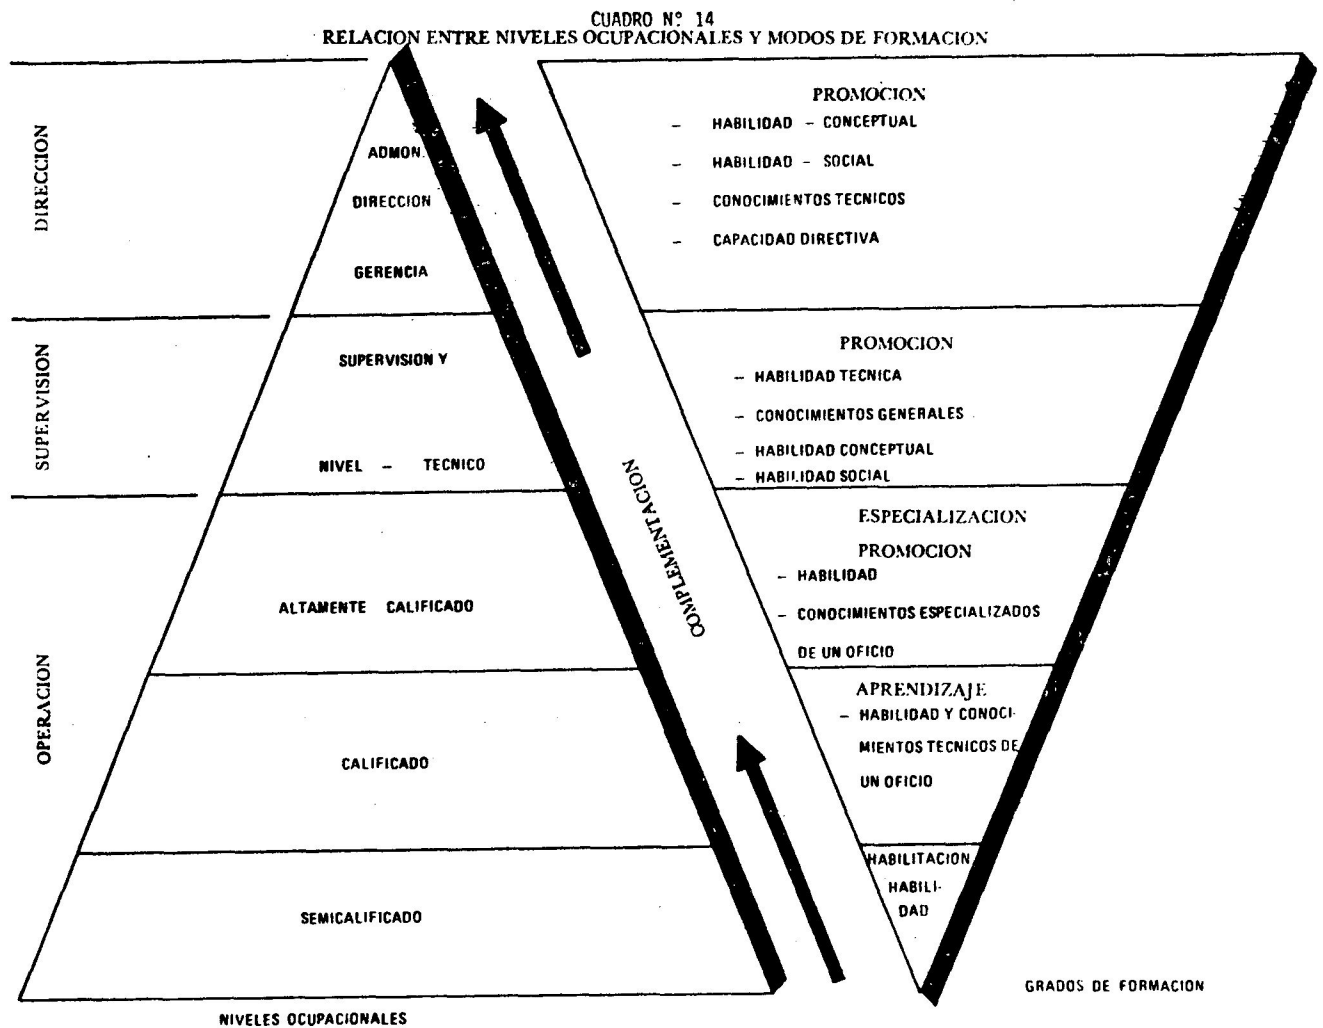 CUADRO Nº 14
RELACION ENTRE NIVELES OCUPACIONALES Y MODOS DE FORMACION
DIRECCION
ADMON.
DIRECCION
GERENCIA
SUPERVISION
SUPERVISION Y
NIVEL – TECNICO
OPERACION
ALTAMENTE CALIFICADO
CALIFICADO
SEMICALIFICADO
NIVELES OCUPACIONALES
COMPLEMENTACION
PROMOCION
– HABILIDAD – CONCEPTUAL
– HABILIDAD – SOCIAL
– CONOCIMIENTOS TECNICOS
– CAPACIDAD DIRECTIVA
PROMOCION
– HABILIDAD TECNICA
– CONOCIMIENTOS GENERALES
– HABILIDAD CONCEPTUAL
– HABILIDAD SOCIAL
ESPECIALIZACION
PROMOCION
– HABILIDAD
– CONOCIMIENTOS ESPECIALIZADOS
DE UN OFICIO
APRENDIZAJE
– HABILIDAD Y CONOCI-
MIENTOS TECNICOS DE
UN OFICIO
HABILITACION
HABILI-
DAD
GRADOS DE FORMACION